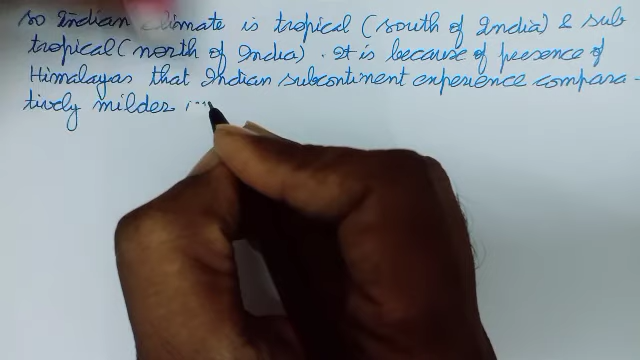 so Indian climate is tropical (south of India) & sub
tropical (north of India). It is because of presence of
Himalayas that Indian subcontinent experience compara-
tively milder